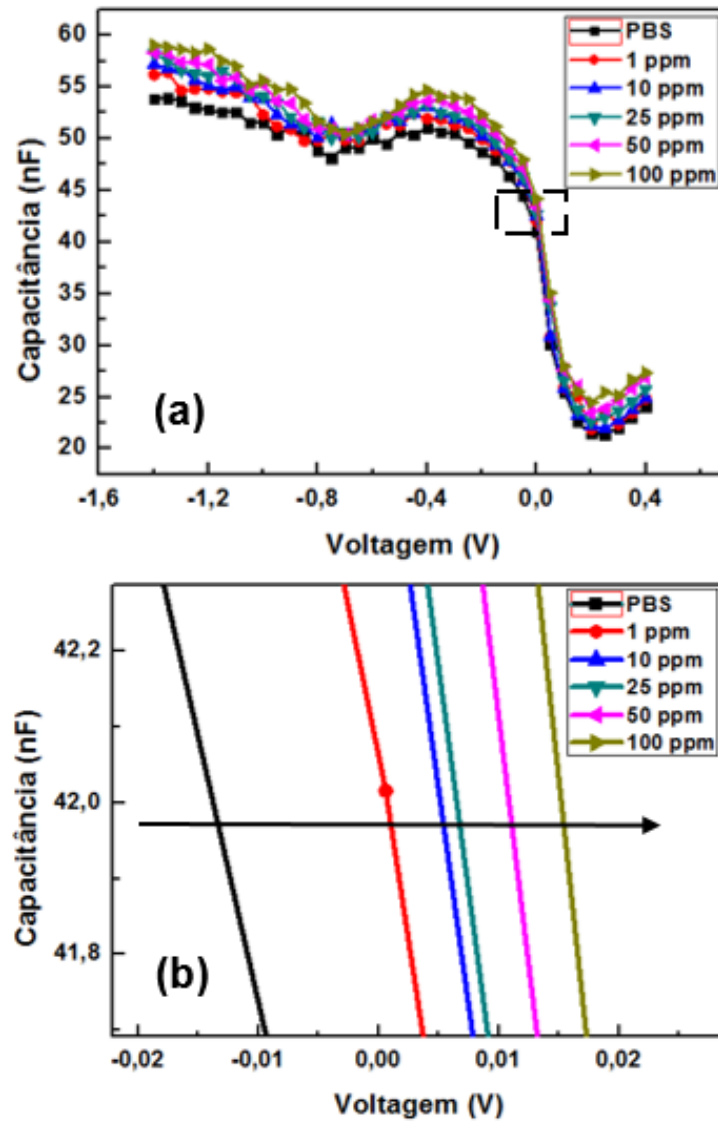 60
55
50
45
40
35
30
25
20
Capacitância (nF)
PBS
1 ppm
10 ppm
25 ppm
50 ppm
100 ppm
(a)
-1,6 -1,2 -0,8 -0,4 0,0 0,4
Voltagem (V)
42,2
42,0
41,8
Capacitância (nF)
PBS
1 ppm
10 ppm
25 ppm
50 ppm
100 ppm
(b)
-0,02 -0,01 0,00 0,01 0,02
Voltagem (V)